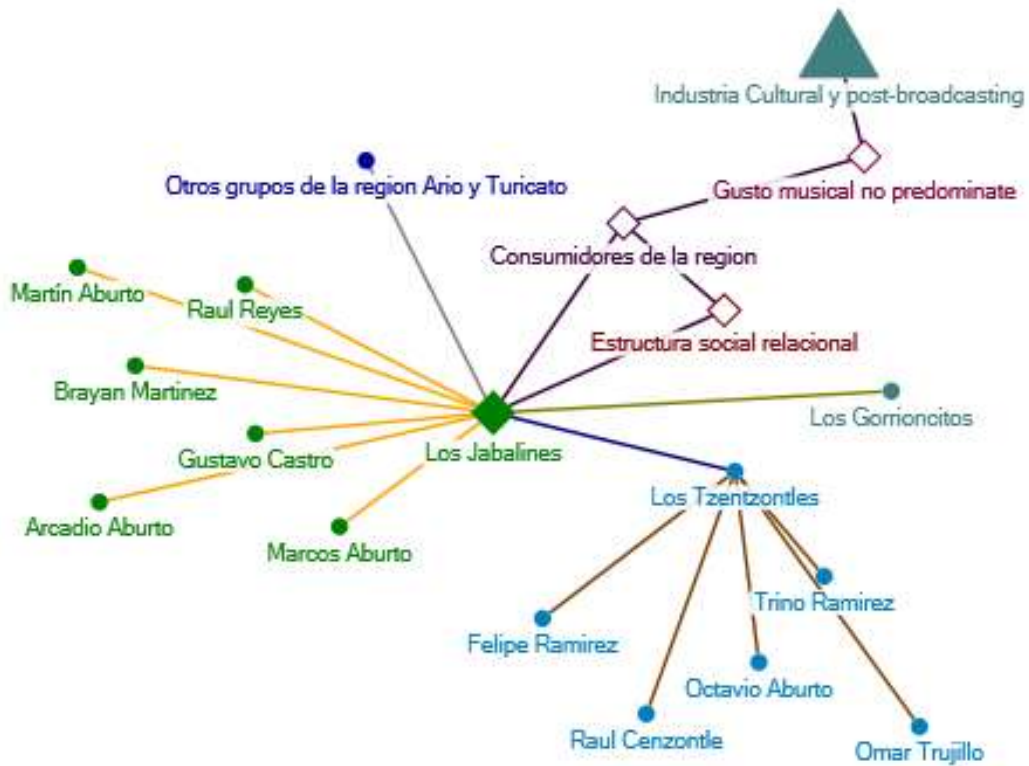 Industria Cultural y post-broadcasting
Otros grupos de la region Ario y Turicato
Gusto musical no predominate
Consumidores de la region
Martín Aburto
Raul Reyes
Estructura social relacional
Brayan Martinez
Los Gorrioncitos
Gustavo Castro
Los Jabalines
Los Tzentzontles
Arcadio Aburto
Marcos Aburto
Trino Ramirez
Felipe Ramirez
Octavio Aburto
Raul Cenzontle
Omar Trujillo